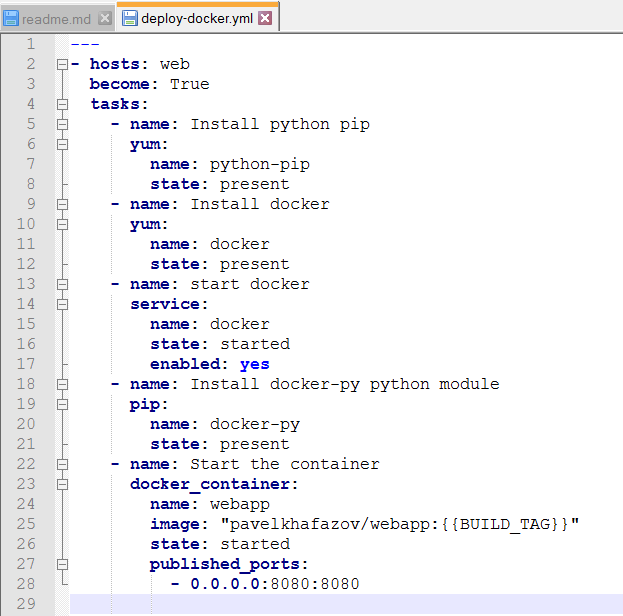 readme.md deploy-docker.yml
1 ---
2 - hosts: web
3   become: True
4   tasks:
5     - name: Install python pip
6       yum:
7         name: python-pip
8         state: present
9     - name: Install docker
10       yum:
11         name: docker
12         state: present
13     - name: start docker
14       service:
15         name: docker
16         state: started
17         enabled: yes
18     - name: Install docker-py python module
19       pip:
20         name: docker-py
21         state: present
22     - name: Start the container
23       docker_container:
24         name: webapp
25         image: "pavelkhafazov/webapp:{{BUILD_TAG}}"
26         state: started
27         published_ports:
28           - 0.0.0.0:8080:8080
29